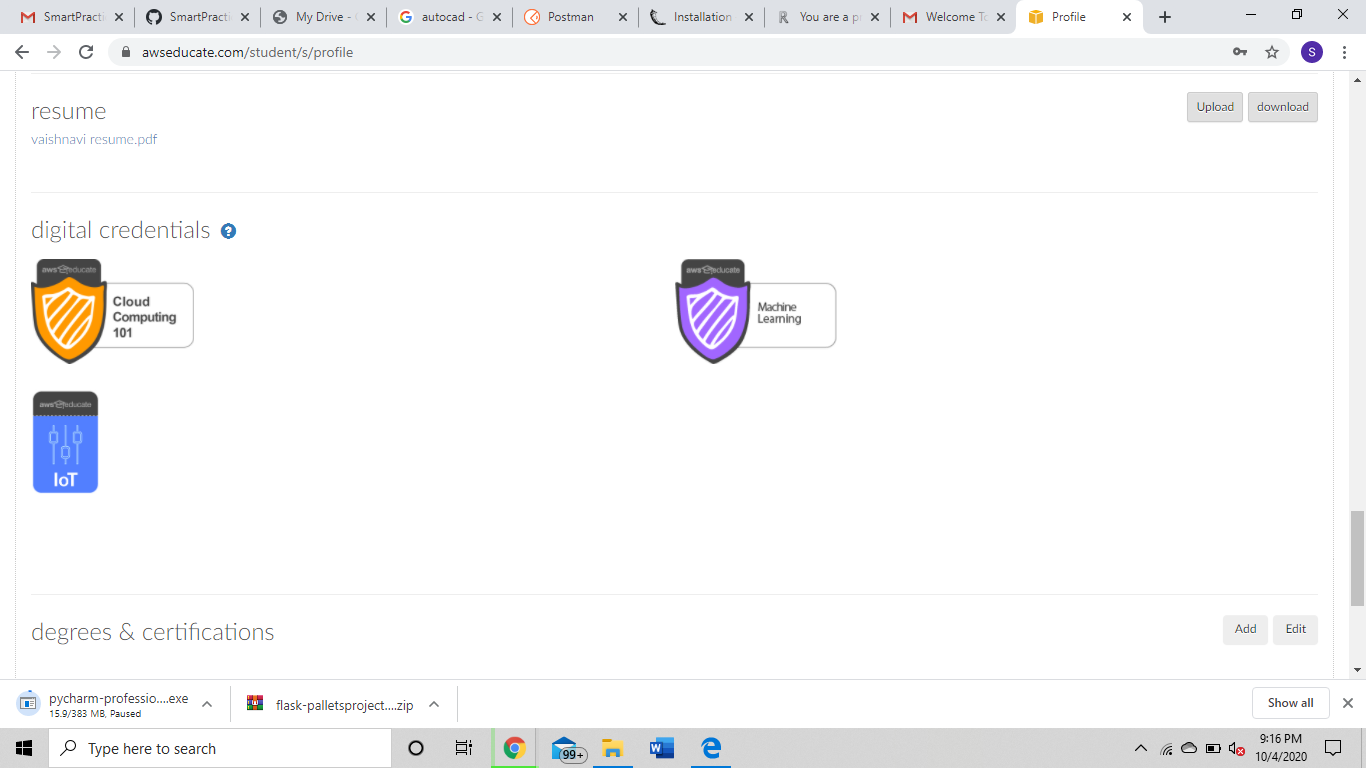 SmartPracti
SmartPracti
My Drive -
autocad - G
Postman
Installation
You are a p
Welcome To
Profile
awseducate.com/student/s/profile
S
resume
Upload
download
vaishnavi resume.pdf
digital credentials ?
aws educate
Cloud
Computing
101
aws educate
Machine
Learning
aws educate
IoT
degrees & certifications
Add
Edit
pycharm-professio....exe
15.9/383 MB, Paused
flask-palletsproject....zip
Show all
Type here to search
99+
9:16 PM
10/4/2020